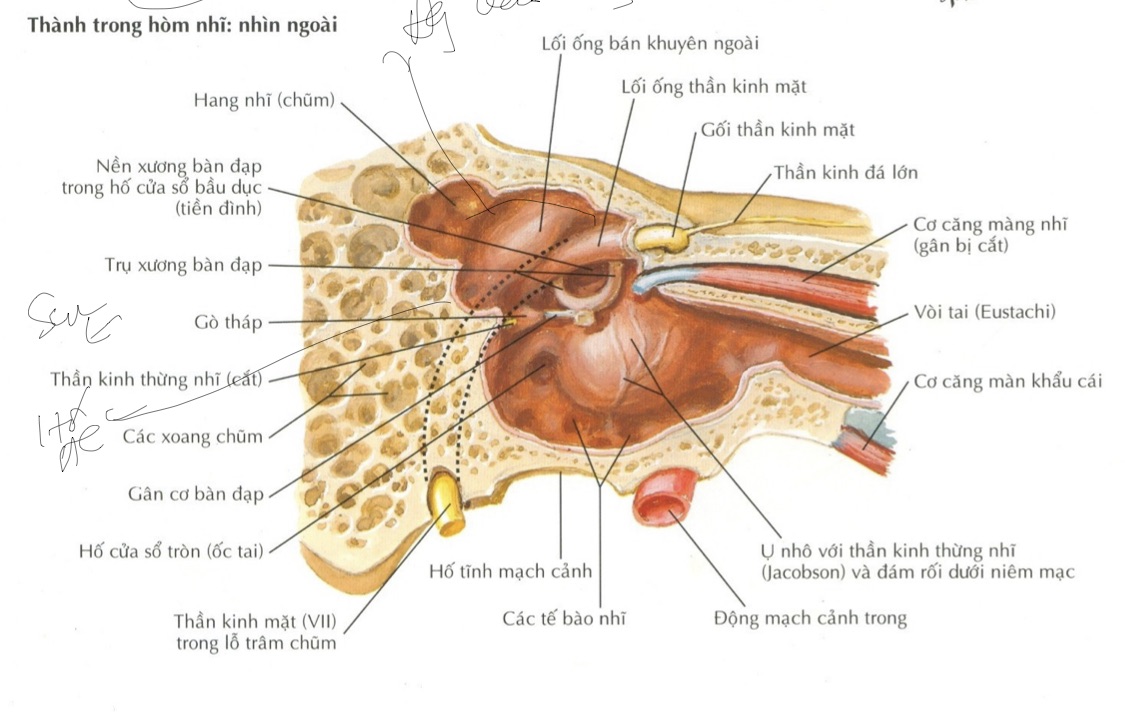 Thành trong hòm nhĩ: nhìn ngoài
Lối ống bán khuyên ngoài
Lối ống thần kinh mặt
Hang nhĩ (chũm)
Gối thần kinh mặt
Nền xương bàn đạp
trong hố cửa sổ bầu dục
(tiền đình)
Thần kinh đá lớn
Cơ căng màng nhĩ
(gân bị cắt)
Trụ xương bàn đạp
Vòi tai (Eustachi)
Gò tháp
Thần kinh thừng nhĩ (cắt)
Cơ căng màn khẩu cái
Các xoang chũm
Gân cơ bàn đạp
Hố cửa sổ tròn (ốc tai)
Ụ nhô với thần kinh thừng nhĩ
(Jacobson) và đám rối dưới niêm mạc
Hố tĩnh mạch cảnh
Thần kinh mặt (VII)
trong lỗ trâm chũm
Các tế bào nhĩ
Động mạch cảnh trong